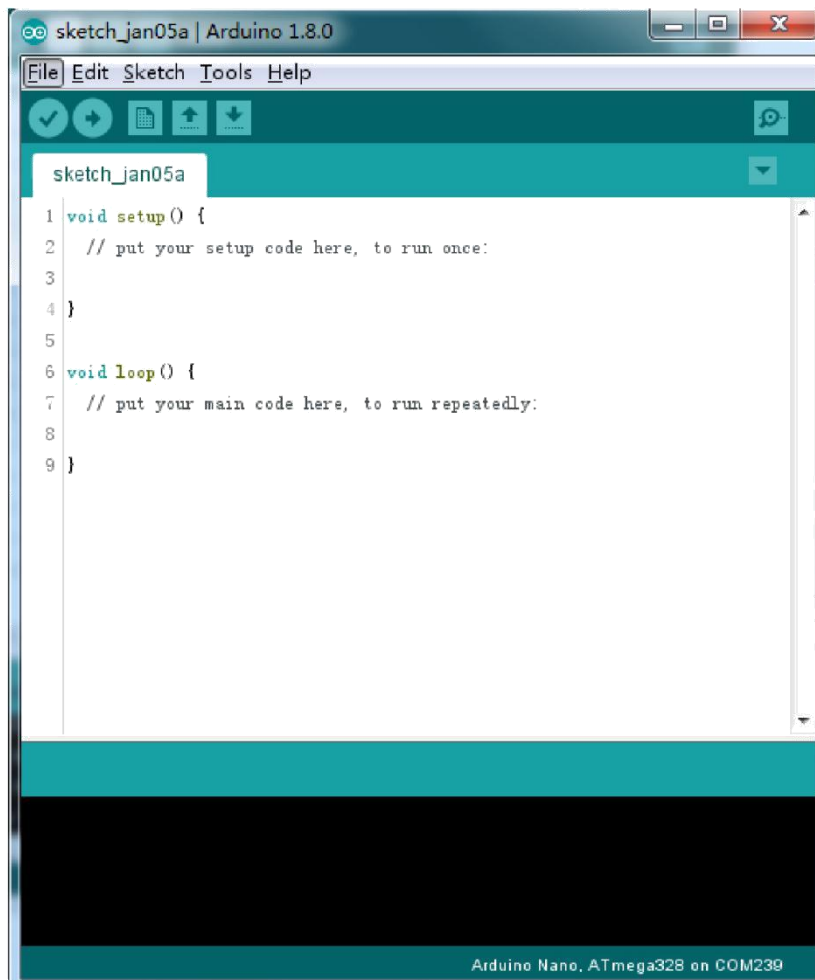 sketch_jan05a | Arduino 1.8.0
File Edit Sketch Tools Help
sketch_jan05a
1 void setup() {
2 // put your setup code here, to run once:
3
4 }
5
6 void loop() {
7 // put your main code here, to run repeatedly:
8
9 }
Arduino Nano, ATmega328 on COM239